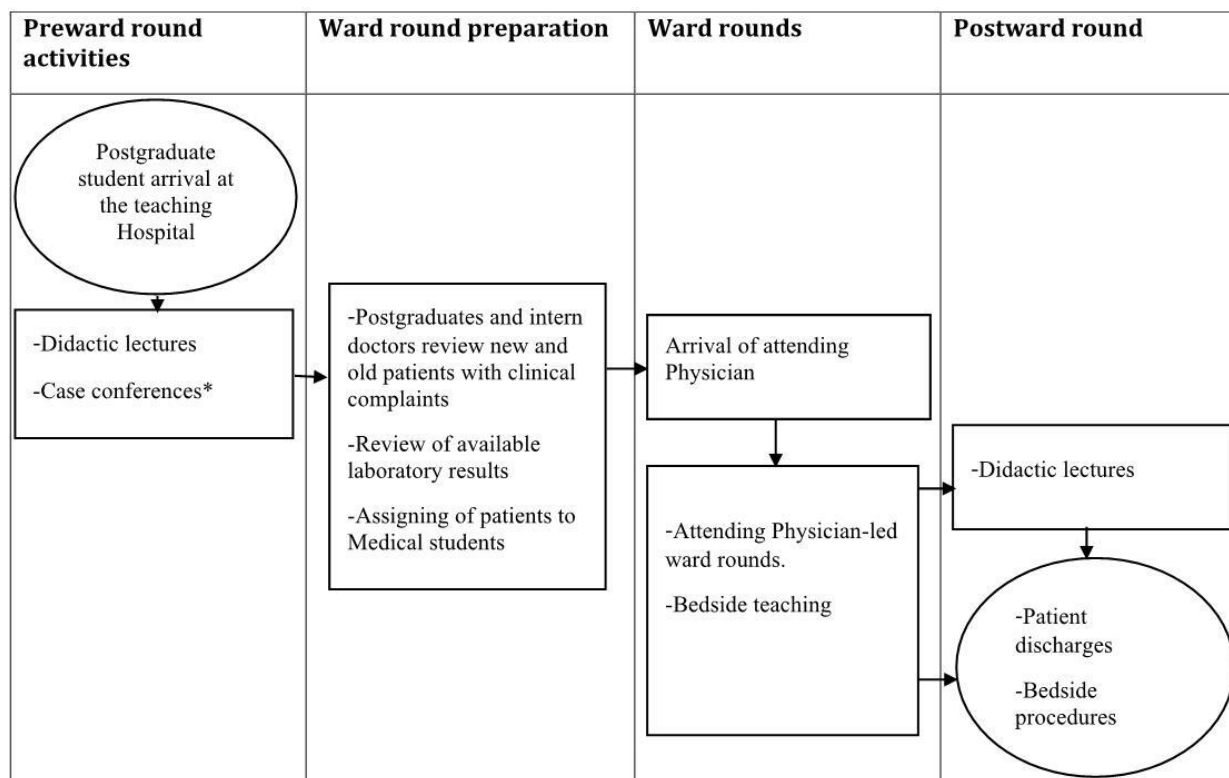 Preward round
activities
Ward round preparation
Ward rounds
Postward round
Postgraduate
student arrival at
the teaching
Hospital
-Didactic lectures
-Case conferences*
-Postgraduates and intern
doctors review new and
old patients with clinical
complaints
-Review of available
laboratory results
-Assigning of patients to
Medical students
Arrival of attending
Physician
-Attending Physician-led
ward rounds.
-Bedside teaching
-Didactic lectures
-Patient
discharges
-Bedside
procedures